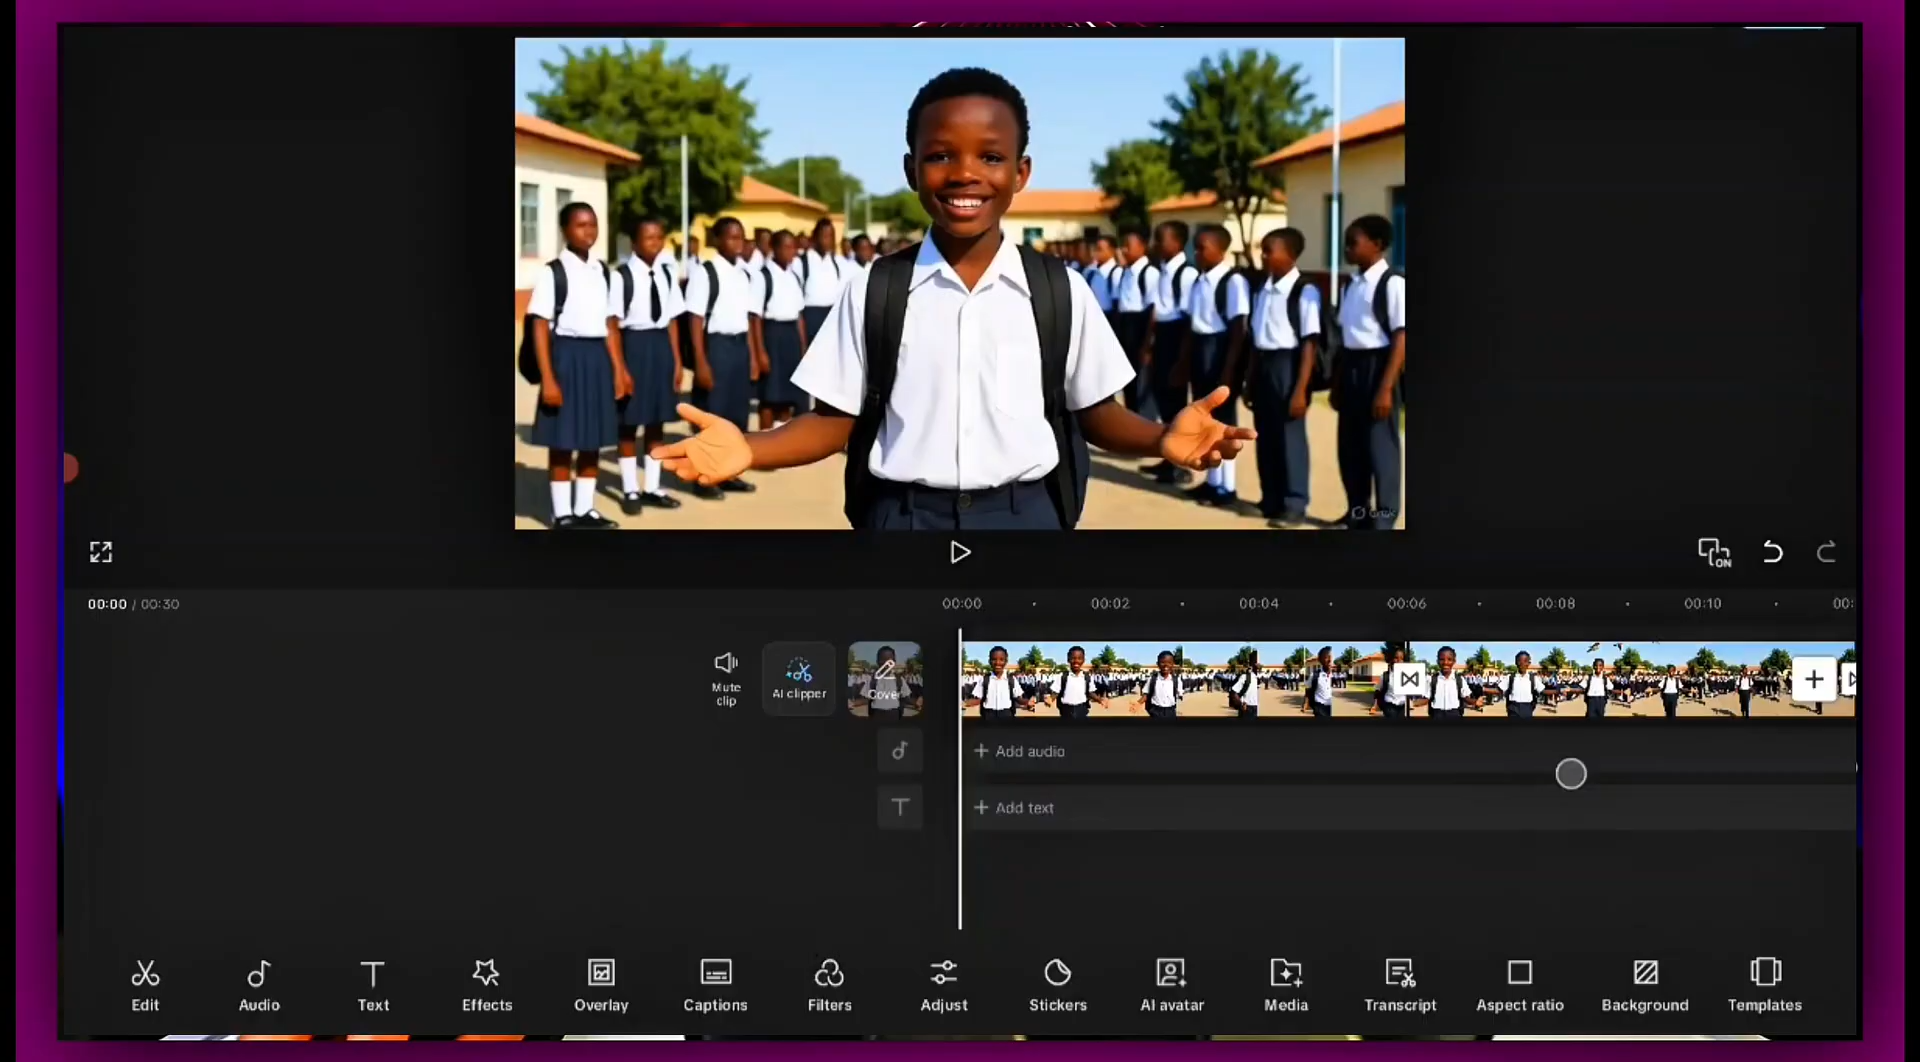 00:00 / 00:30
00:00 00:02 00:04 00:06 00:08 00:10 00:
ON
Mute
clip
AI clipper
Cover
+ Add audio
+ Add text
T
Edit
Audio
Text
Effects
Overlay
Captions
Filters
Adjust
Stickers
AI avatar
Media
Transcript
Aspect ratio
Background
Templates